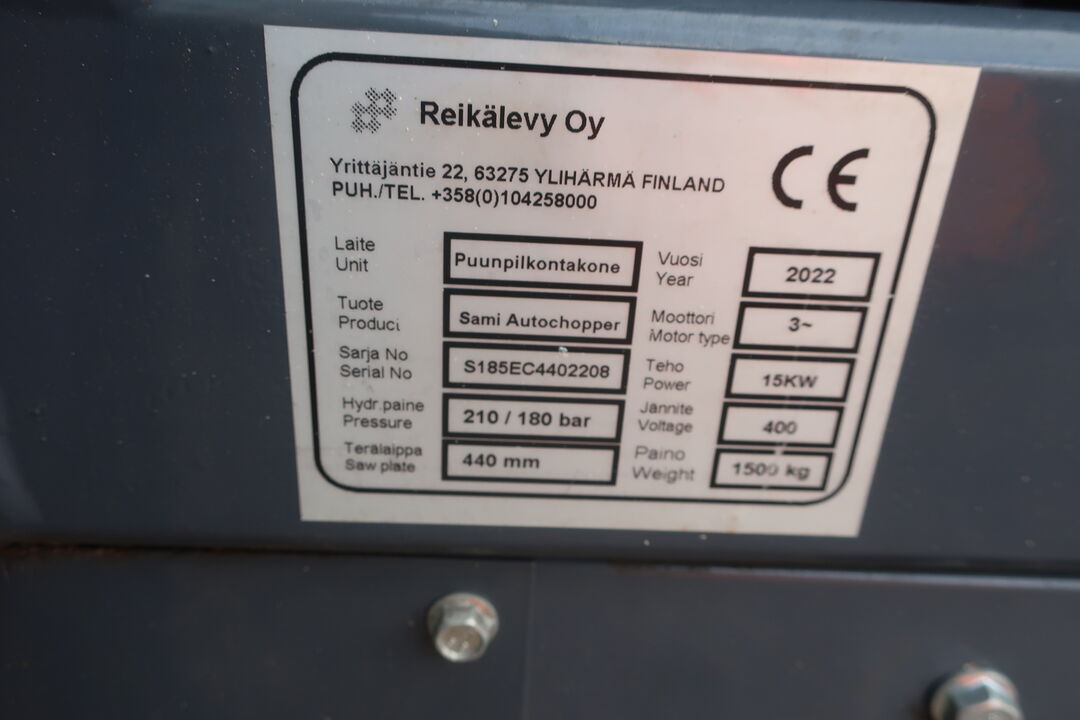 Reikälevy Oy
Yrittäjäntie 22, 63275 YLIHÄRMÄ FINLAND
PUH./TEL. +358(0)104258000
CE
Laite
Unit
Puunpilkontakone
Vuosi
Year
2022
Tuote
Product
Sami Autochopper
Moottori
Motor type
3~
Sarja No
Serial No
S185EC4402208
Teho
Power
15KW
Hydr.paine
Pressure
210 / 180 bar
Jännite
Voltage
400
Terälaippa
Saw plate
440 mm
Paino
Weight
1500 kg